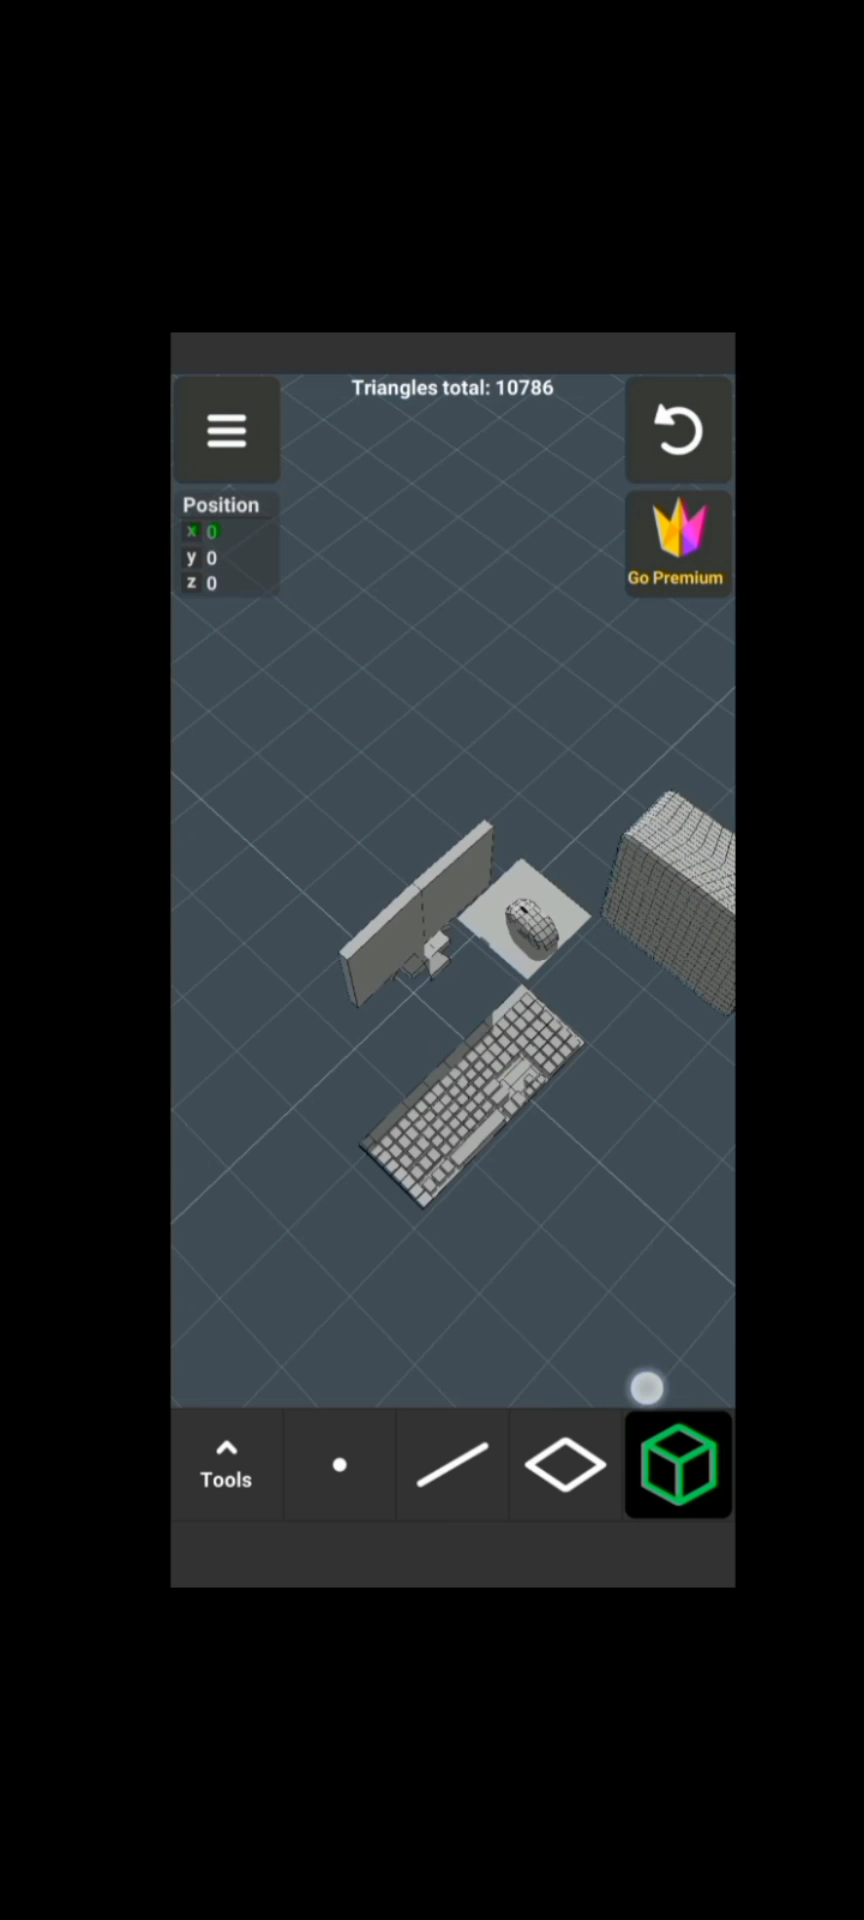 Triangles total: 10786
Position
x 0
y 0
z 0
Go Premium
Tools